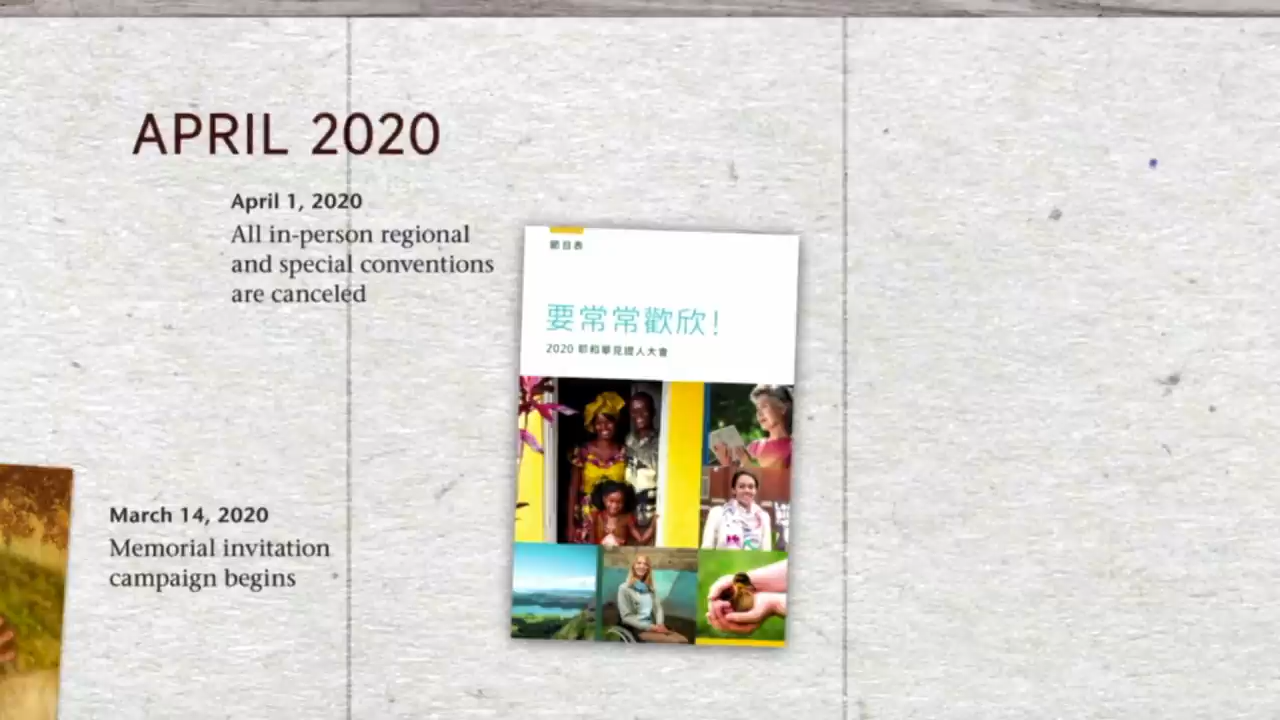 APRIL 2020
April 1, 2020
All in-person regional
and special conventions
are canceled
節目表
要常常歡欣！
2020 耶和華見證人大會
March 14, 2020
Memorial invitation
campaign begins